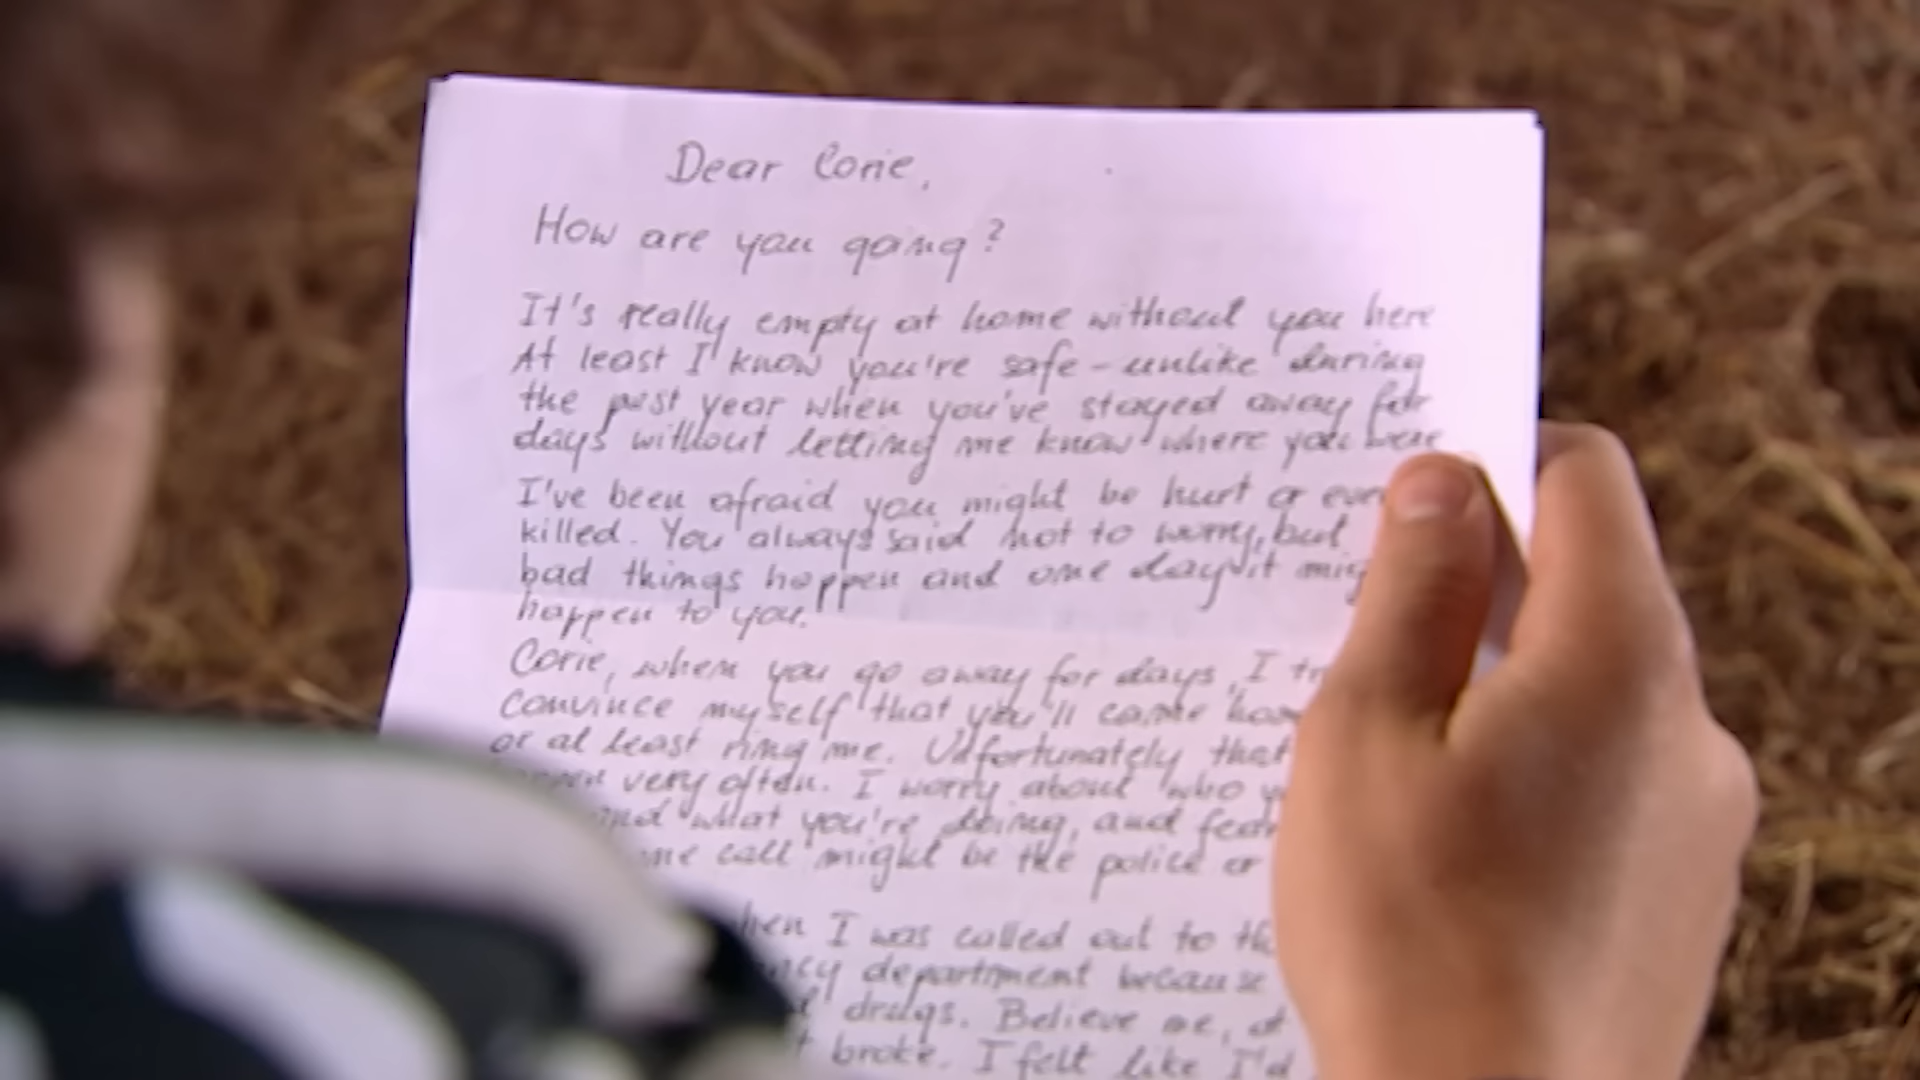 Dear Corie,
How are you going?
It's really empty at home without you here
At least I know you're safe - unlike during
the past year when you've stayed away for
days without letting me know where you were
I've been afraid you might be hurt or even
killed. You always said not to worry, but
bad things happen and one day it
happen to you.
Corie, when you go away for days, I
convince myself that you'll come
or at least ring me. Unfortunately that
very often. I worry about who
what you're doing, and
call might be the police or
I was called out to
department because
drugs. Believe me,
broke. I felt like I'd